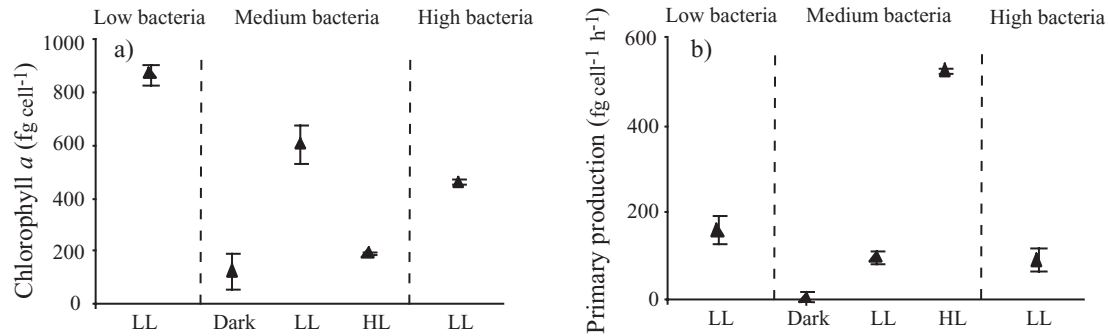 Low bacteria Medium bacteria High bacteria
a)
Chlorophyll a (fg cell-1)
1000
800
600
400
200
0
LL Dark LL HL LL
Low bacteria Medium bacteria High bacteria
b)
Primary production (fg cell-1 h-1)
600
400
200
0
LL Dark LL HL LL